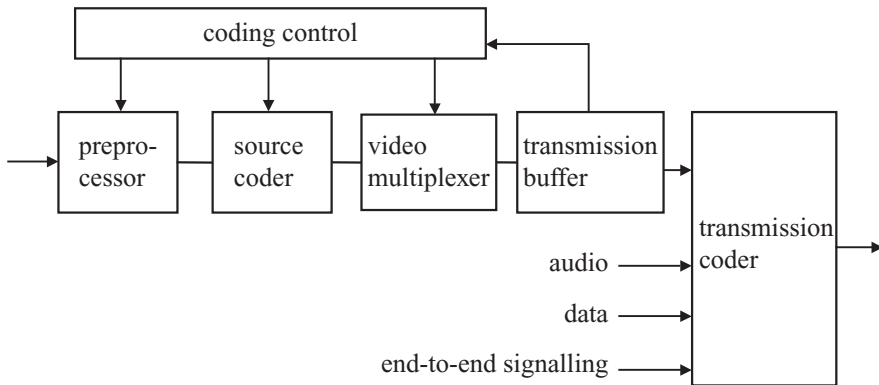 coding control
prepro-
cessor
source
coder
video
multiplexer
transmission
buffer
transmission
coder
audio
data
end-to-end signalling